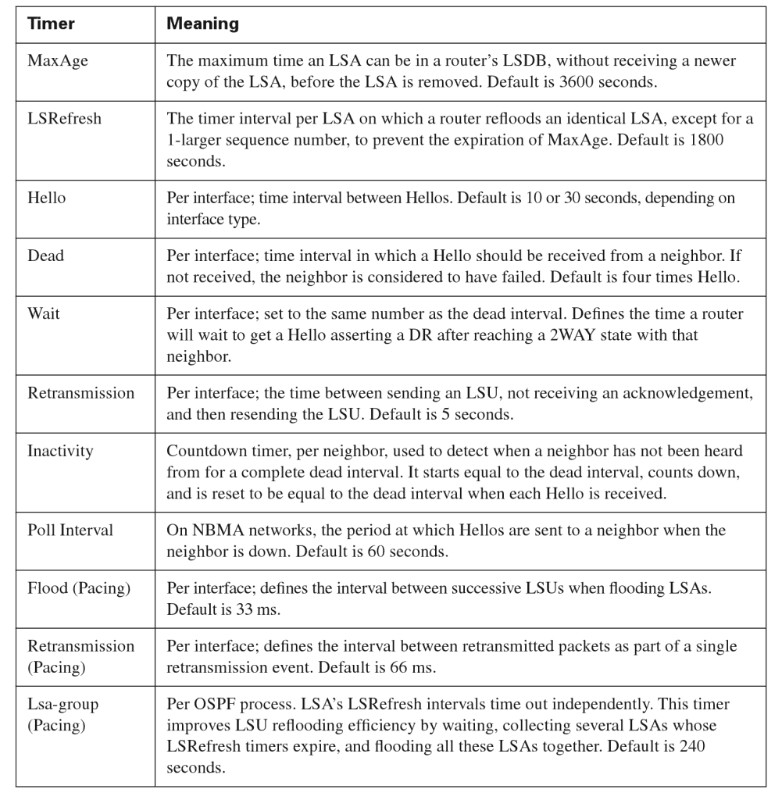 Timer Meaning
MaxAge The maximum time an LSA can be in a router's LSDB, without receiving a newer
copy of the LSA, before the LSA is removed. Default is 3600 seconds.
LSRefresh The timer interval per LSA on which a router refloods an identical LSA, except for a
1-larger sequence number, to prevent the expiration of MaxAge. Default is 1800
seconds.
Hello Per interface; time interval between Hellos. Default is 10 or 30 seconds, depending on
interface type.
Dead Per interface; time interval in which a Hello should be received from a neighbor. If
not received, the neighbor is considered to have failed. Default is four times Hello.
Wait Per interface; set to the same number as the dead interval. Defines the time a router
will wait to get a Hello asserting a DR after reaching a 2WAY state with that
neighbor.
Retransmission Per interface; the time between sending an LSU, not receiving an acknowledgement,
and then resending the LSU. Default is 5 seconds.
Inactivity Countdown timer, per neighbor, used to detect when a neighbor has not been heard
from for a complete dead interval. It starts equal to the dead interval, counts down,
and is reset to be equal to the dead interval when each Hello is received.
Poll Interval On NBMA networks, the period at which Hellos are sent to a neighbor when the
neighbor is down. Default is 60 seconds.
Flood (Pacing) Per interface; defines the interval between successive LSUs when flooding LSAs.
Default is 33 ms.
Retransmission Per interface; defines the interval between retransmitted packets as part of a single
(Pacing) retransmission event. Default is 66 ms.
Lsa-group Per OSPF process. LSA's LSRefresh intervals time out independently. This timer
(Pacing) improves LSU reflooding efficiency by waiting, collecting several LSAs whose
LSRefresh timers expire, and flooding all these LSAs together. Default is 240
seconds.